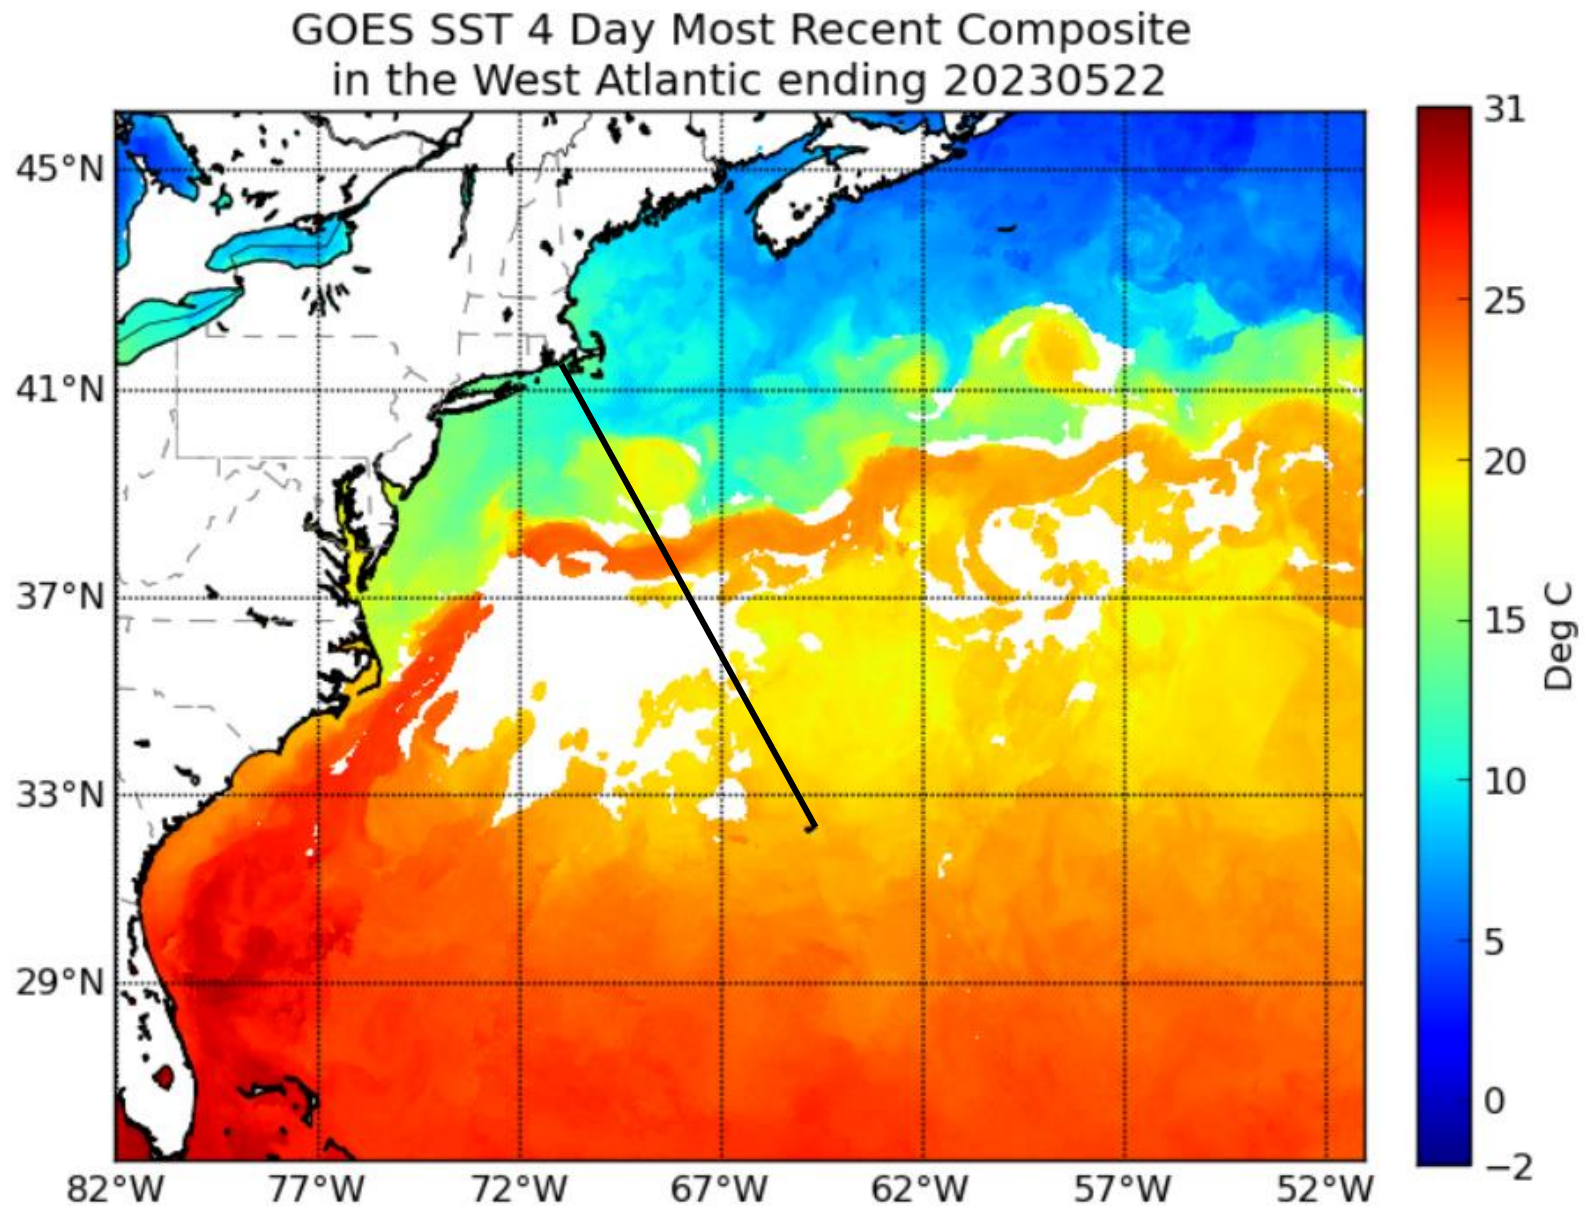 GOES SST 4 Day Most Recent Composite
in the West Atlantic ending 20230522
45°N
41°N
37°N
33°N
29°N
82°W 77°W 72°W 67°W 62°W 57°W 52°W
31
25
20
15
10
5
0
−2
Deg C